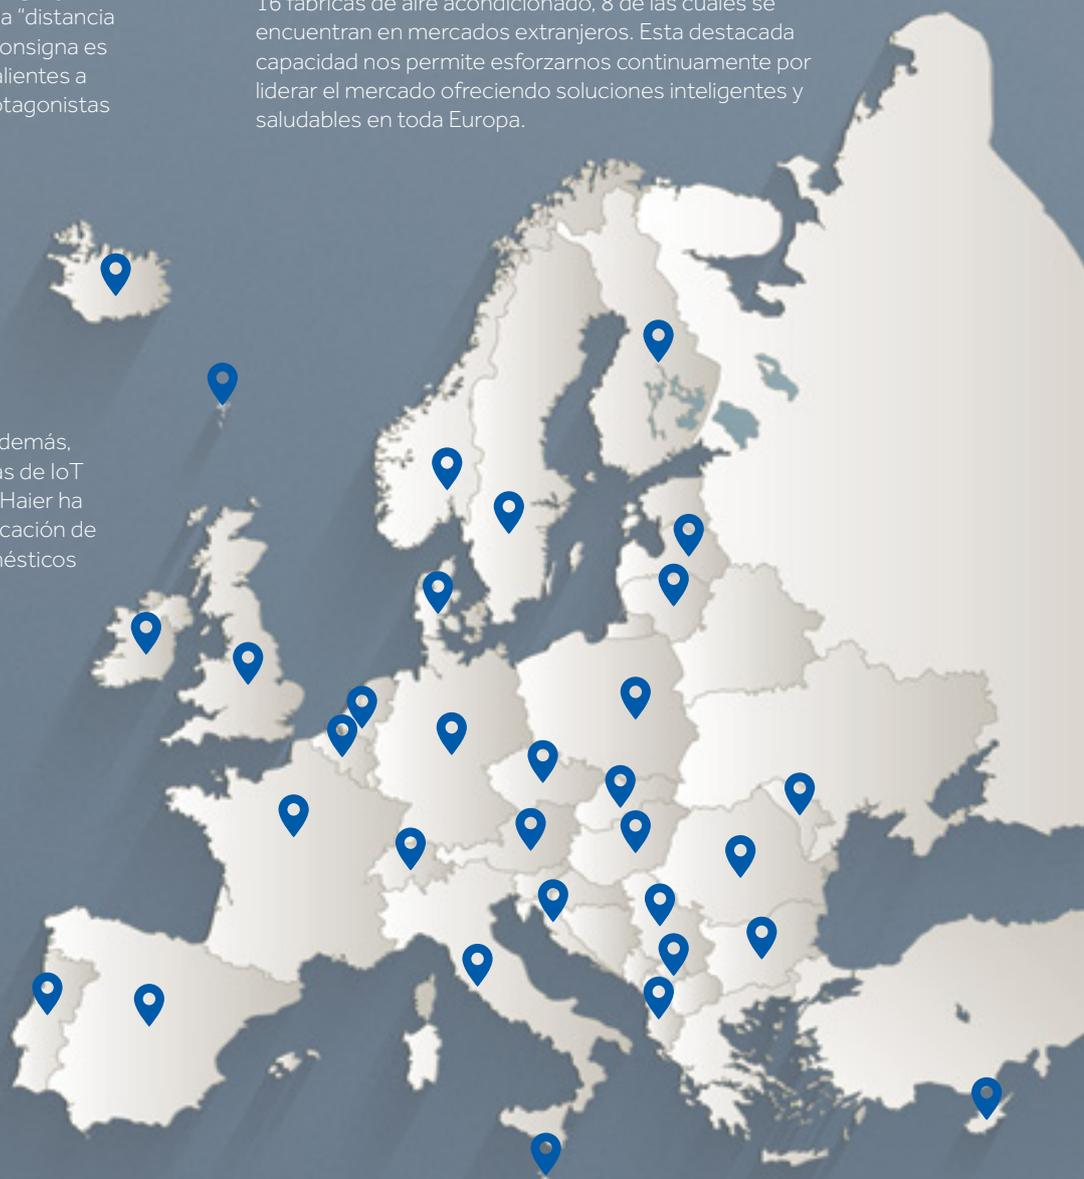 a “distancia
onsigna es
alientes a
otagonistas
16 fábricas de aire acondicionado, 8 de las cuales se
encuentran en mercados extranjeros. Esta destacada
capacidad nos permite esforzarnos continuamente por
liderar el mercado ofreciendo soluciones inteligentes y
saludables en toda Europa.
demás,
as de IoT
Haier ha
cación de
nésticos